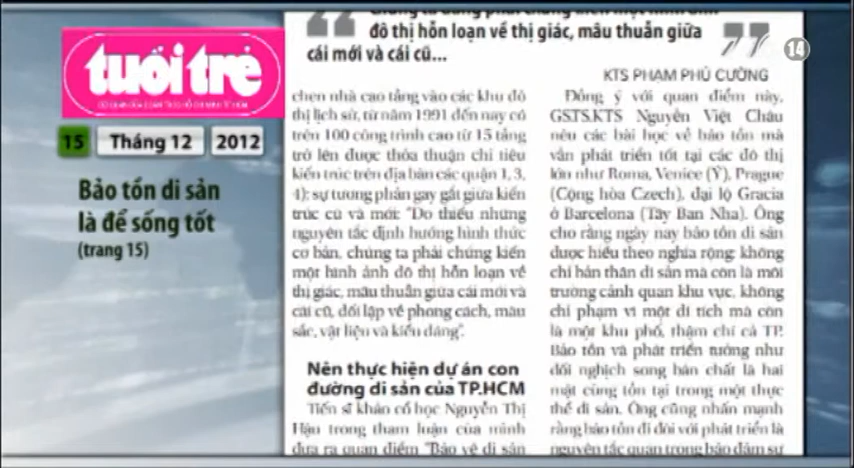 tuổi trẻ
15 Tháng 12 2012
Bảo tồn di sản
là để sống tốt
(trang 15)
14
đô thị hỗn loạn về thị giác, mâu thuẫn giữa
cái mới và cái cũ...
KTS PHẠM PHÚ CƯỜNG
chen nhà cao tầng vào các khu đô
thị lịch sử, từ năm 1991 đến nay có
trên 100 công trình cao từ 15 tầng
trở lên được thỏa thuận chỉ tiêu
kiến trúc trên địa bàn các quận 1, 3,
4); sự tương phản gay gắt giữa kiến
trúc cũ và mới: "Do thiếu những
nguyên tắc định hướng hình thức
cơ bản, chúng ta phải chứng kiến
một hình ảnh đô thị hỗn loạn về
thị giác, mâu thuẫn giữa cái mới và
cái cũ, đối lập về phong cách, màu
sắc, vật liệu và kiểu dáng".
Nên thực hiện dự án con
đường di sản của TP.HCM
Tiến sĩ khảo cổ học Nguyễn Thị
Hậu trong tham luận của mình
đưa ra quan điểm "Bảo vệ di sản
Đồng ý với quan điểm này,
GSTS.KTS Nguyễn Việt Châu
nêu các bài học về bảo tồn mà
vẫn phát triển tốt tại các đô thị
lớn như Roma, Venice (Ý), Prague
(Cộng hòa Czech), đại lộ Gracia
ở Barcelona (Tây Ban Nha). Ông
cho rằng ngày nay bảo tồn di sản
được hiểu theo nghĩa rộng: không
chỉ bản thân di sản mà còn là môi
trường cảnh quan khu vực, không
chỉ phạm vi một di tích mà còn
là một khu phố, thậm chí cả TP.
Bảo tồn và phát triển tưởng như
đối nghịch song bản chất là hai
mặt cùng tồn tại trong một thực
thể di sản. Ông cũng nhấn mạnh
rằng bảo tồn đi đôi với phát triển là
nguyên tắc quan trọng bảo đảm sự